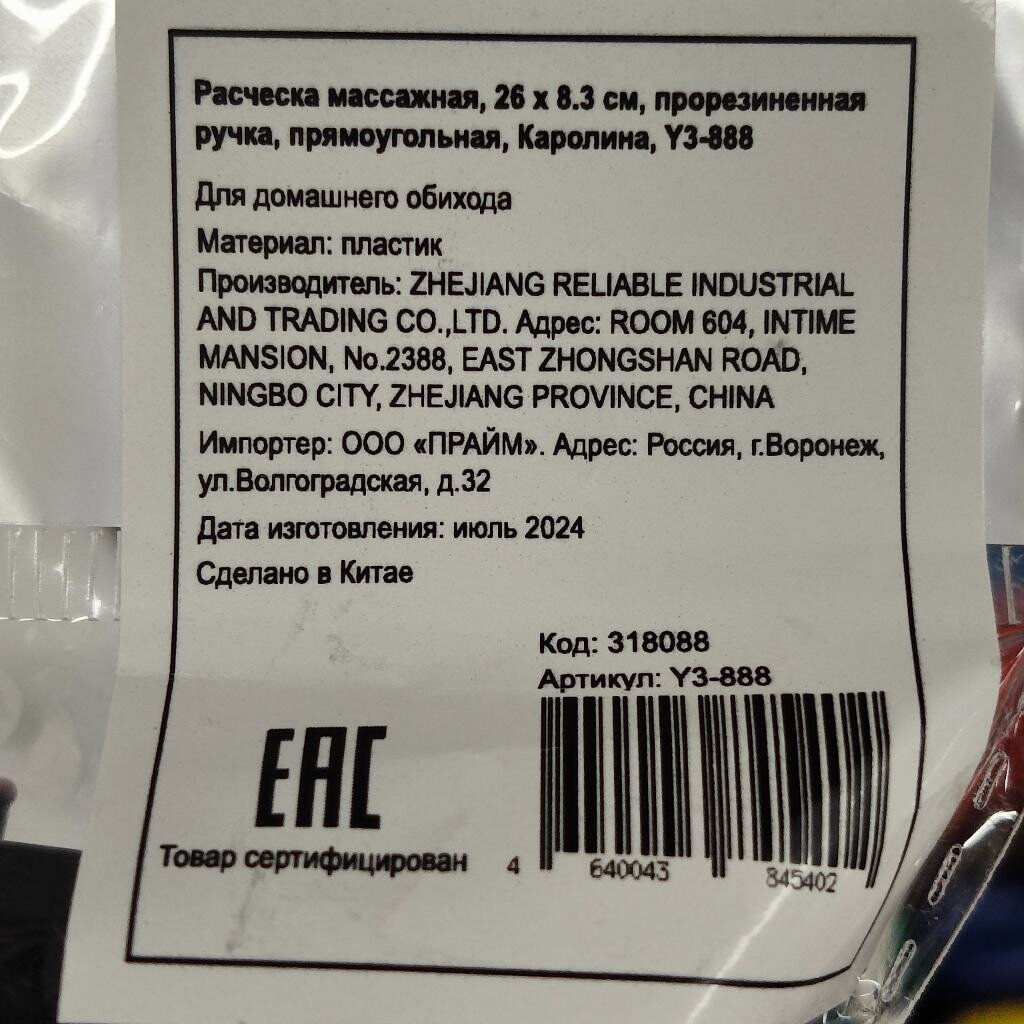 Расческа массажная, 26 х 8.3 см, прорезиненная
ручка, прямоугольная, Каролина, Y3-888
Для домашнего обихода
Материал: пластик
Производитель: ZHEJIANG RELIABLE INDUSTRIAL
AND TRADING CO.,LTD. Адрес: ROOM 604, INTIME
MANSION, No.2388, EAST ZHONGSHAN ROAD,
NINGBO CITY, ZHEJIANG PROVINCE, CHINA
Импортер: ООО «ПРАЙМ». Адрес: Россия, г.Воронеж,
ул.Волгоградская, д.32
Дата изготовления: июль 2024
Сделано в Китае
Код: 318088
Артикул: Y3-888
EAC
Товар сертифицирован
4 640043 845402